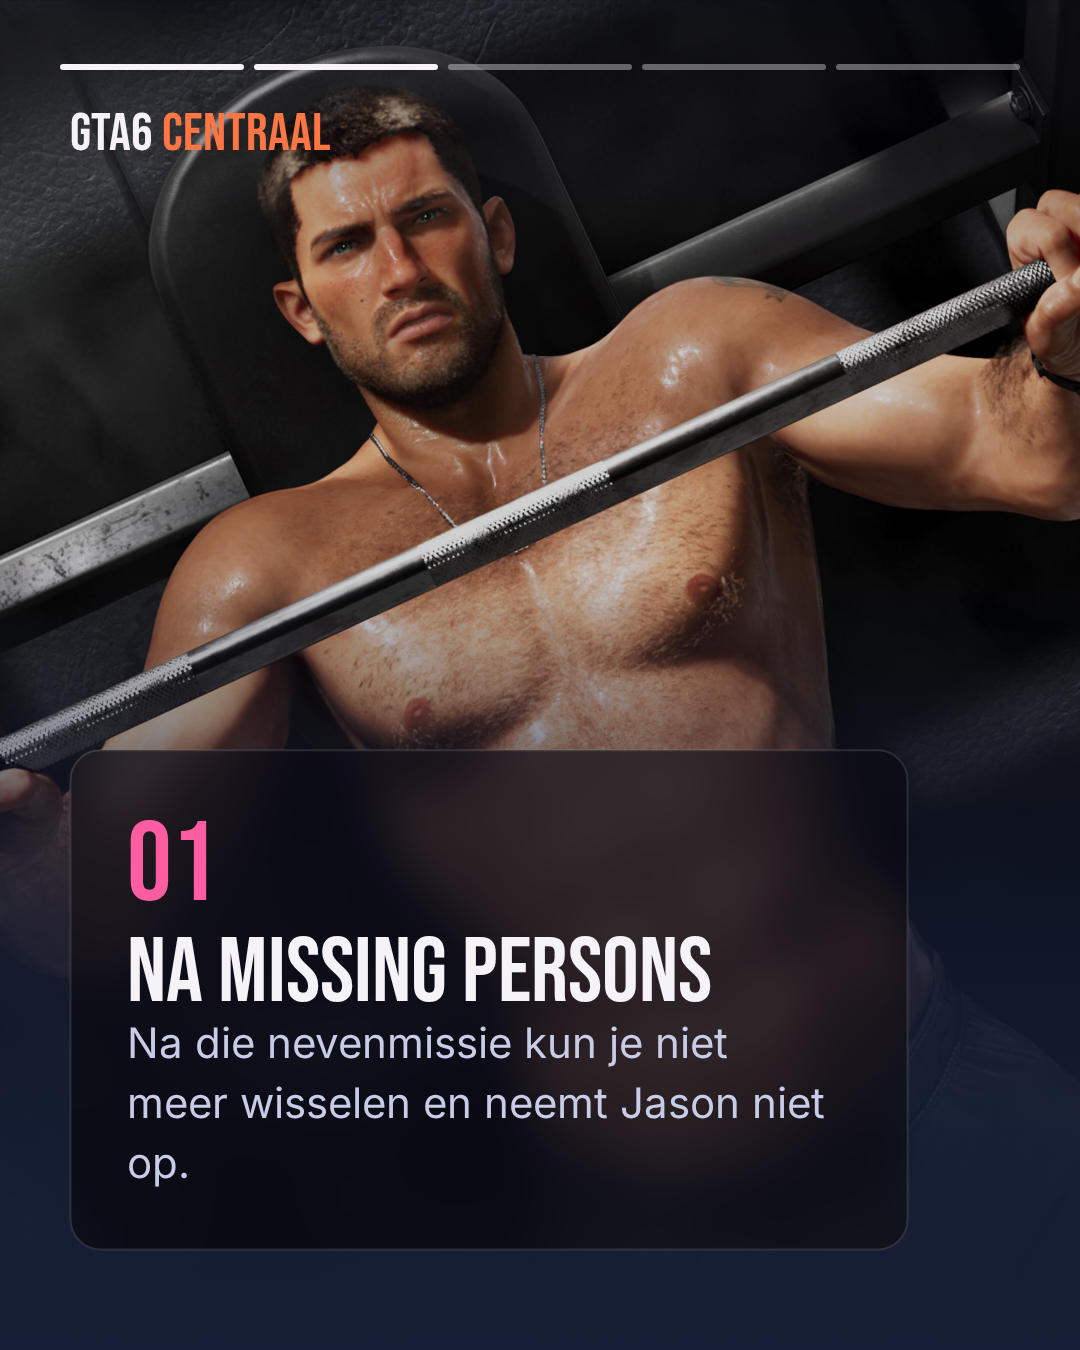 GTA6 CENTRAAL
01
NA MISSING PERSONS
Na die nevenmissie kun je niet
meer wisselen en neemt Jason niet
op.